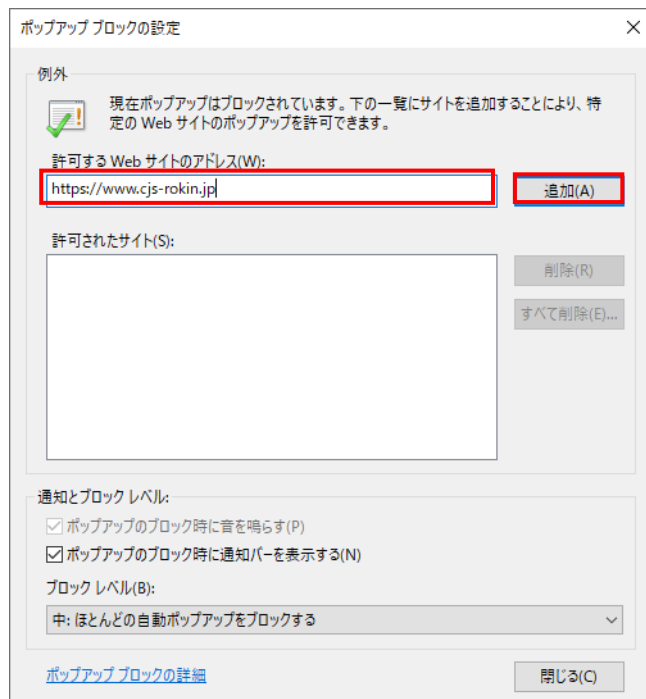 ポップアップ ブロックの設定
例外
現在ポップアップはブロックされています。下の一覧にサイトを追加することにより、特
定の Web サイトのポップアップを許可できます。
許可する Web サイトのアドレス(W):
https://www.cjs-rokin.jp
追加(A)
許可されたサイト(S):
削除(R)
すべて削除(E)...
通知とブロック レベル:
ポップアップのブロック時に音を鳴らす(P)
ポップアップのブロック時に通知バーを表示する(N)
ブロック レベル(B):
中: ほとんどの自動ポップアップをブロックする
ポップアップ ブロックの詳細
閉じる(C)